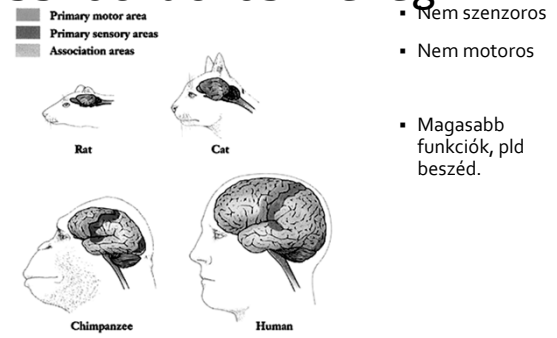 Primary motor area
Primary sensory areas
Association areas
Rat
Cat
Chimpanzee
Human
▪ Nem szenzoros
▪ Nem motoros
▪ Magasabb
funkciók, pld
beszéd.